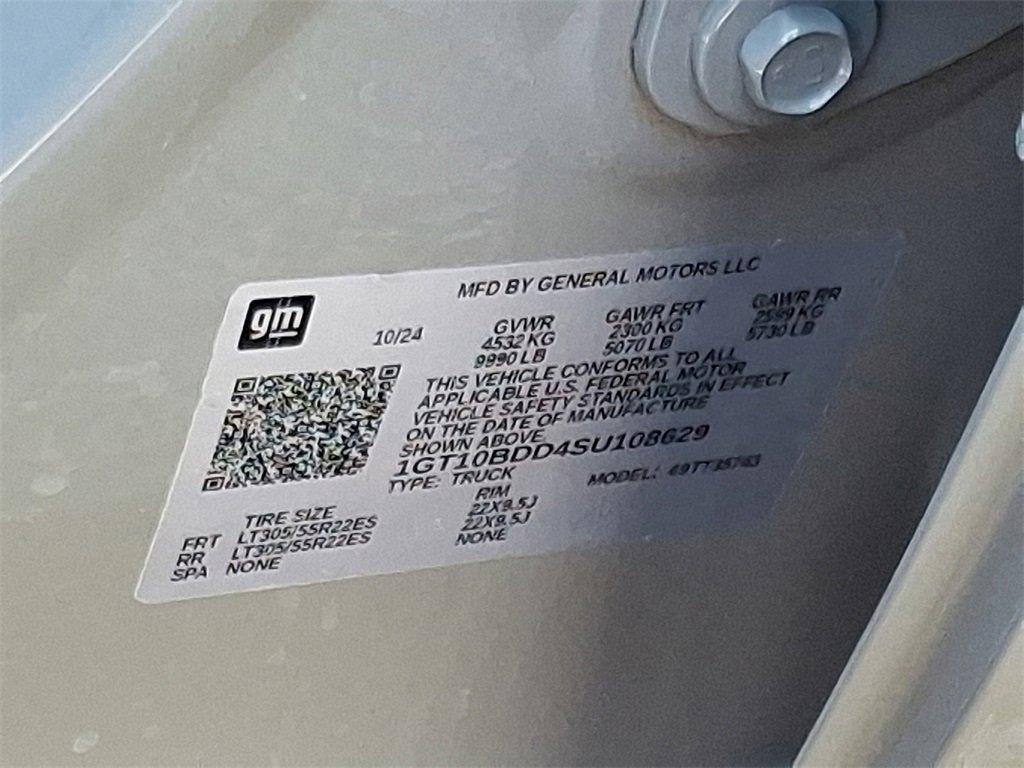 MFD BY GENERAL MOTORS LLC
gm
10/24
GVWR GAWR FRT GAWR RR
4532 KG 2300 KG 2599 KG
9990 LB 5070 LB 5730 LB
THIS VEHICLE CONFORMS TO ALL
APPLICABLE U.S. FEDERAL MOTOR
VEHICLE SAFETY STANDARDS IN EFFECT
ON THE DATE OF MANUFACTURE
SHOWN ABOVE.
1GT10BDD4SU108629
TYPE: TRUCK MODEL:
TIRE SIZE RIM
FRT LT305/55R22ES 22X9.5J
RR LT305/55R22ES 22X9.5J
SPA NONE NONE